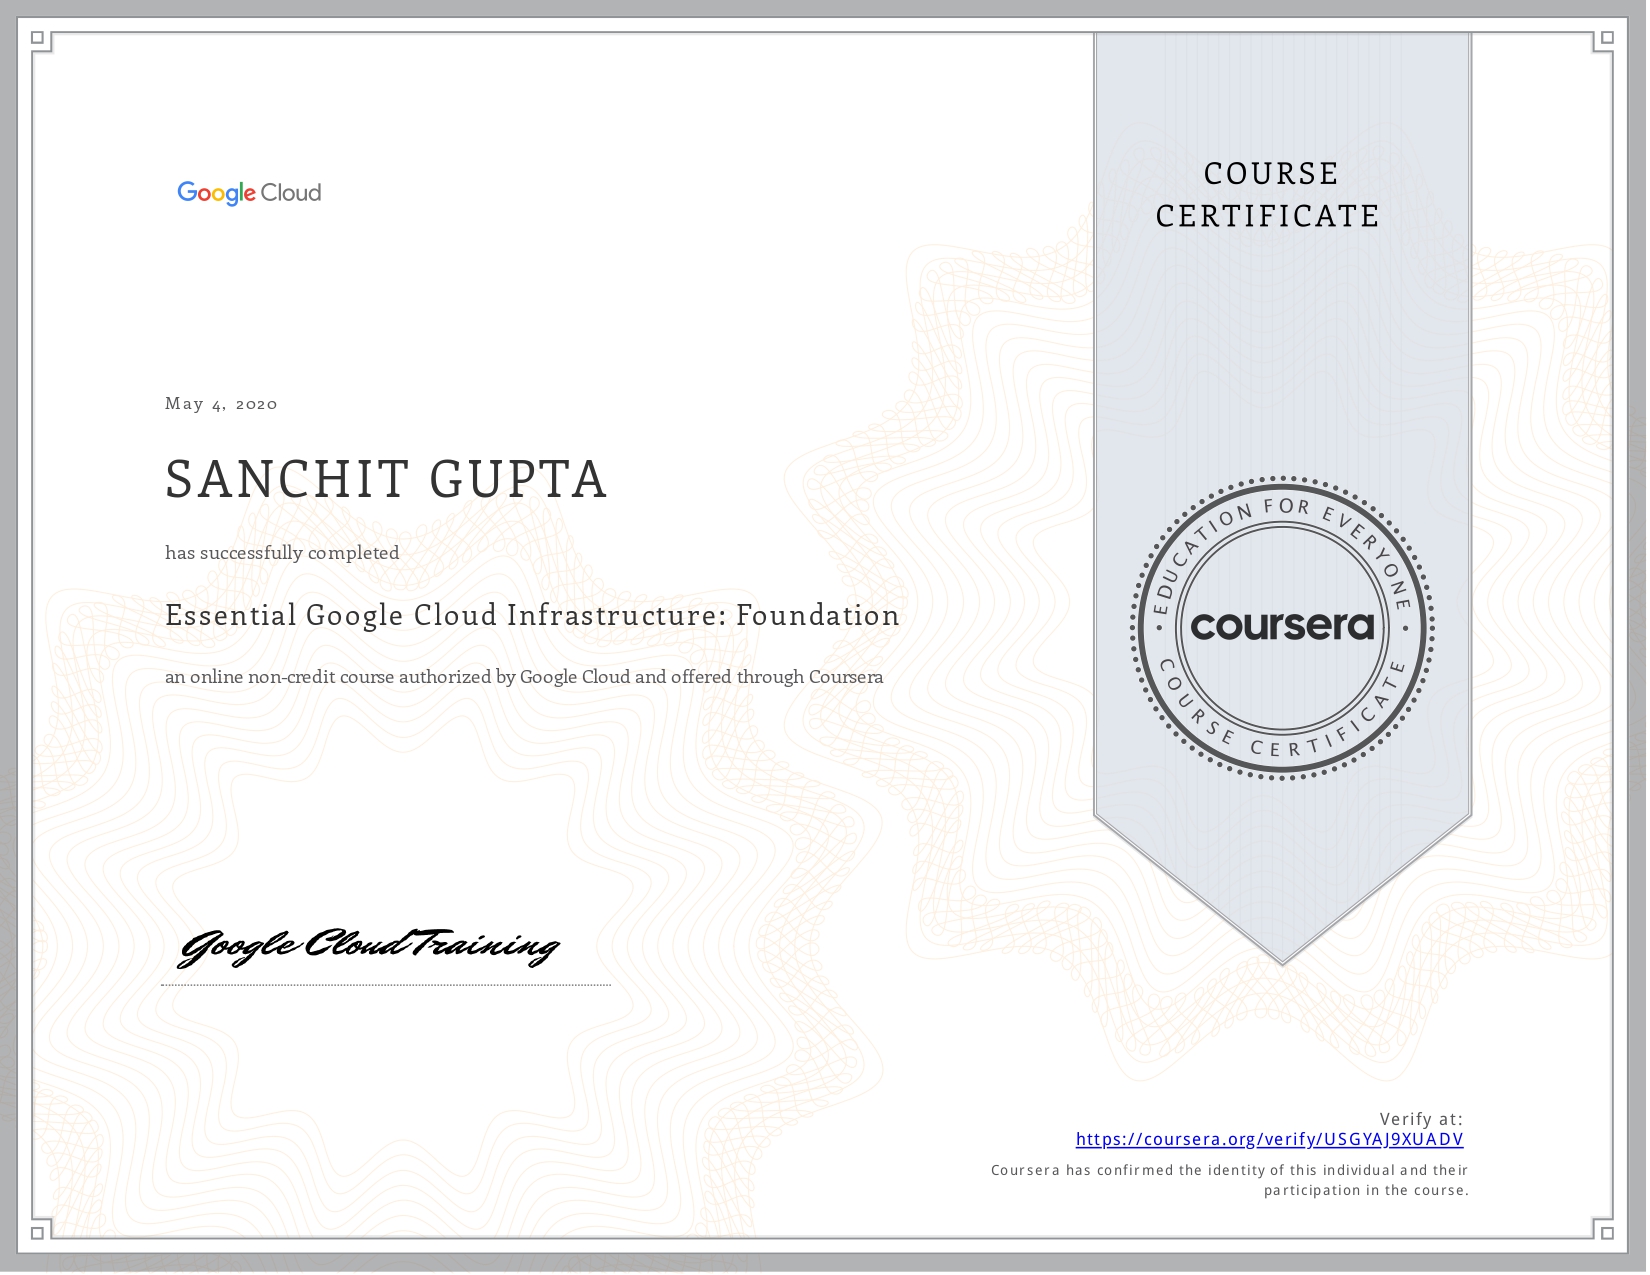 Google Cloud
COURSE
CERTIFICATE
May 4, 2020
SANCHIT GUPTA
has successfully completed
Essential Google Cloud Infrastructure: Foundation
an online non-credit course authorized by Google Cloud and offered through Coursera
EDUCATION FOR EVERYONE
coursera
COURSE CERTIFICATE
Google Cloud Training
Verify at:
https://coursera.org/verify/USGYAJ9XUADV
Coursera has confirmed the identity of this individual and their
participation in the course.